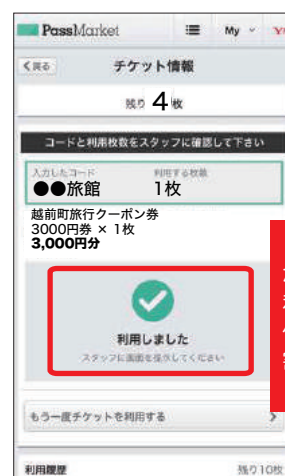 PassMarket My
戻る チケット情報
残り 4 枚
コードと利用枚数をスタッフに確認して下さい
入力したコード 利用する枚数
●●旅館 1枚
越前町旅行クーポン券
3000円券 × 1枚
3,000円分
利用しました
スタッフに画面を提示してください
もう一度チケットを利用する
利用履歴 残り10枚